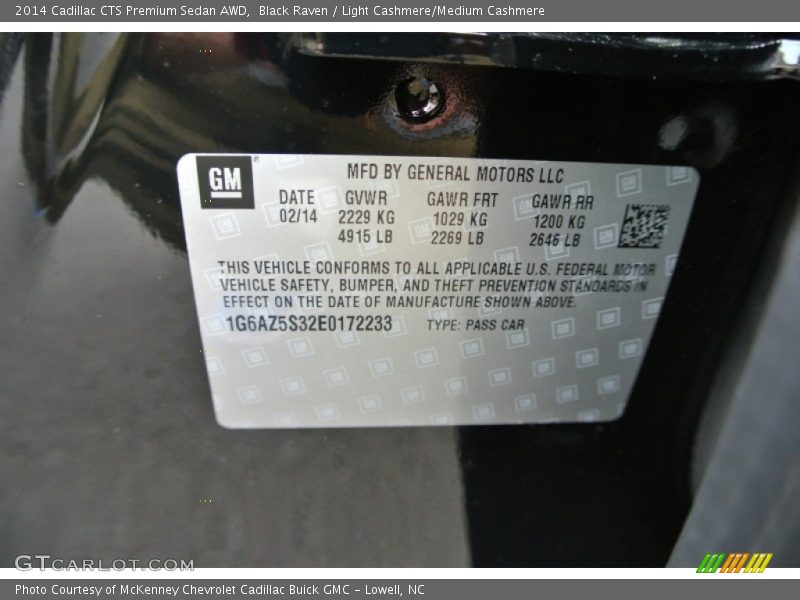 2014 Cadillac CTS Premium Sedan AWD,  Black Raven / Light Cashmere/Medium Cashmere
GM
MFD BY GENERAL MOTORS LLC
DATE GVWR GAWR FRT GAWR RR
02/14 2229 KG 1029 KG 1200 KG
4915 LB 2269 LB 2646 LB
THIS VEHICLE CONFORMS TO ALL APPLICABLE U.S. FEDERAL MOTOR
VEHICLE SAFETY, BUMPER, AND THEFT PREVENTION STANDARDS IN
EFFECT ON THE DATE OF MANUFACTURE SHOWN ABOVE.
1G6AZ5S32E0172233 TYPE: PASS CAR
GTCARLOT.COM
Photo Courtesy of McKenney Chevrolet Cadillac Buick GMC - Lowell, NC